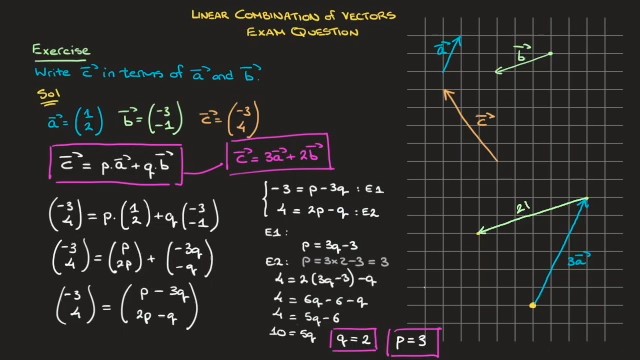 LINEAR COMBINATION OF VECTORS
EXAM QUESTION
Exercise
Write c⃗ in terms of a⃗ and b⃗.
Sol
a⃗ = (1 2) b⃗ = (-3 -1) c⃗ = (-3 4)
c⃗ = p.a⃗ + q.b⃗
c⃗ = 3a⃗ + 2b⃗
(-3 4) = p.(1 2) + q(-3 -1)
(-3 4) = (p 2p) + (-3q -q)
(-3 4) = (p - 3q 2p - q)
-3 = p - 3q : E1
4 = 2p - q : E2
E1:
p = 3q - 3
E2: p = 3×2 - 3 = 3
4 = 2(3q - 3) - q
4 = 6q - 6 - q
4 = 5q - 6
10 = 5q
q = 2
p = 3
a⃗
b⃗
c⃗
3a⃗